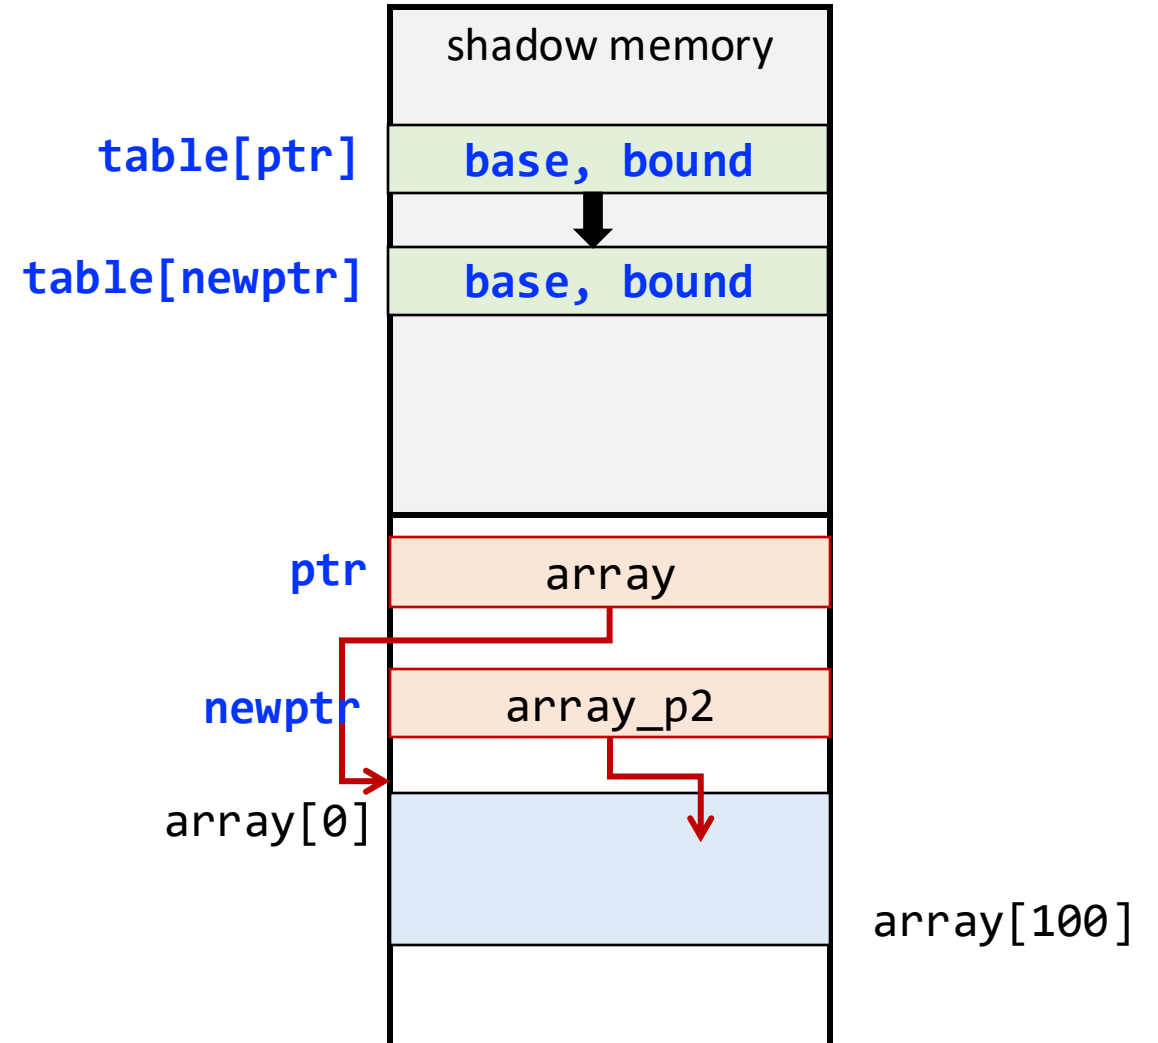 shadow memory
table[ptr]
base, bound
table[newptr]
base, bound
ptr
array
newptr
array_p2
array[0]
array[100]